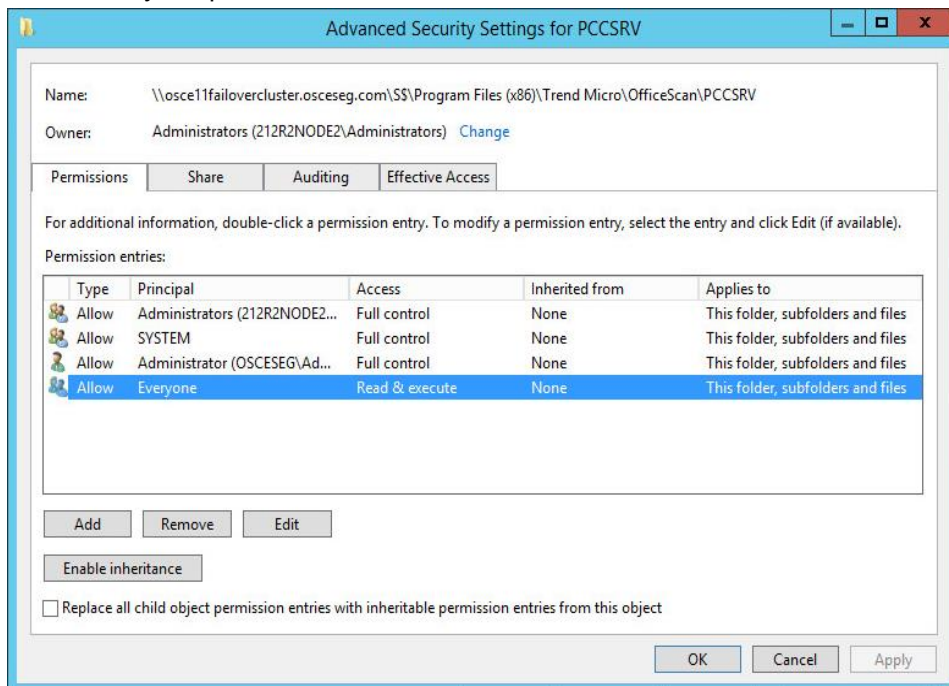 Advanced Security Settings for PCCSRV
Name: \\osce11failovercluster.osceseg.com\S$\Program Files (x86)\Trend Micro\OfficeScan\PCCSRV
Owner: Administrators (212R2NODE2\Administrators) Change
Permissions Share Auditing Effective Access
For additional information, double-click a permission entry. To modify a permission entry, select the entry and click Edit (if available).
Permission entries:
Type Principal Access Inherited from Applies to
Allow Administrators (212R2NODE2... Full control None This folder, subfolders and files
Allow SYSTEM Full control None This folder, subfolders and files
Allow Administrator (OSCESEG\Ad... Full control None This folder, subfolders and files
Allow Everyone Read & execute None This folder, subfolders and files
Add Remove Edit
Enable inheritance
Replace all child object permission entries with inheritable permission entries from this object
OK Cancel Apply